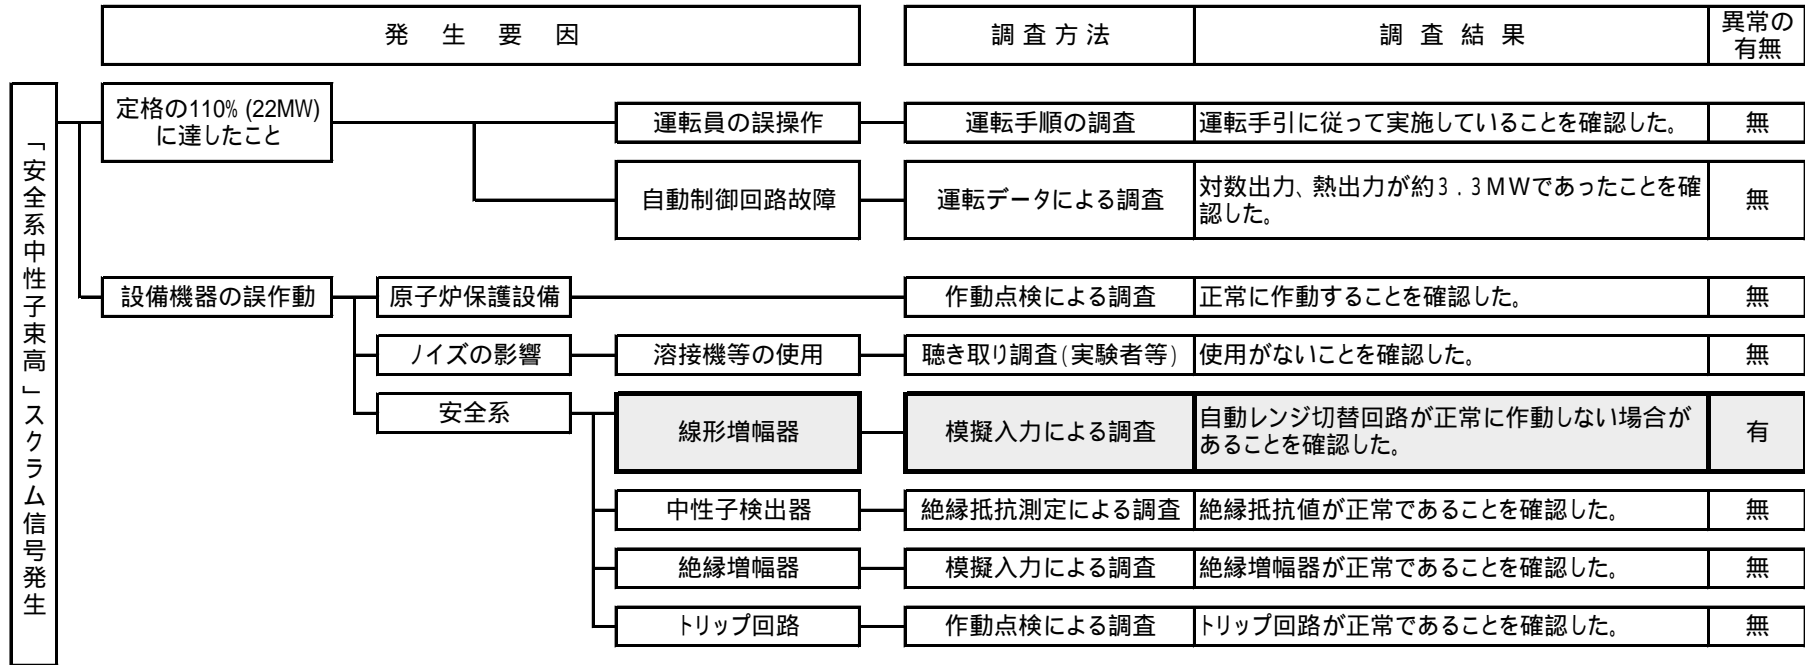 発生要因
調査方法
調査結果
異常の
有無
「安全系中性子束高」スクラム信号発生
定格の110% (22MW)
に達したこと
運転員の誤操作
運転手順の調査
運転手引に従って実施していることを確認した。
無
自動制御回路故障
運転データによる調査
対数出力、熱出力が約3.3MWであったことを確
認した。
無
設備機器の誤作動
原子炉保護設備
作動点検による調査
正常に作動することを確認した。
無
ノイズの影響
溶接機等の使用
聴き取り調査(実験者等)
使用がないことを確認した。
無
安全系
線形増幅器
模擬入力による調査
自動レンジ切替回路が正常に作動しない場合が
あることを確認した。
有
中性子検出器
絶縁抵抗測定による調査
絶縁抵抗値が正常であることを確認した。
無
絶縁増幅器
模擬入力による調査
絶縁増幅器が正常であることを確認した。
無
トリップ回路
作動点検による調査
トリップ回路が正常であることを確認した。
無